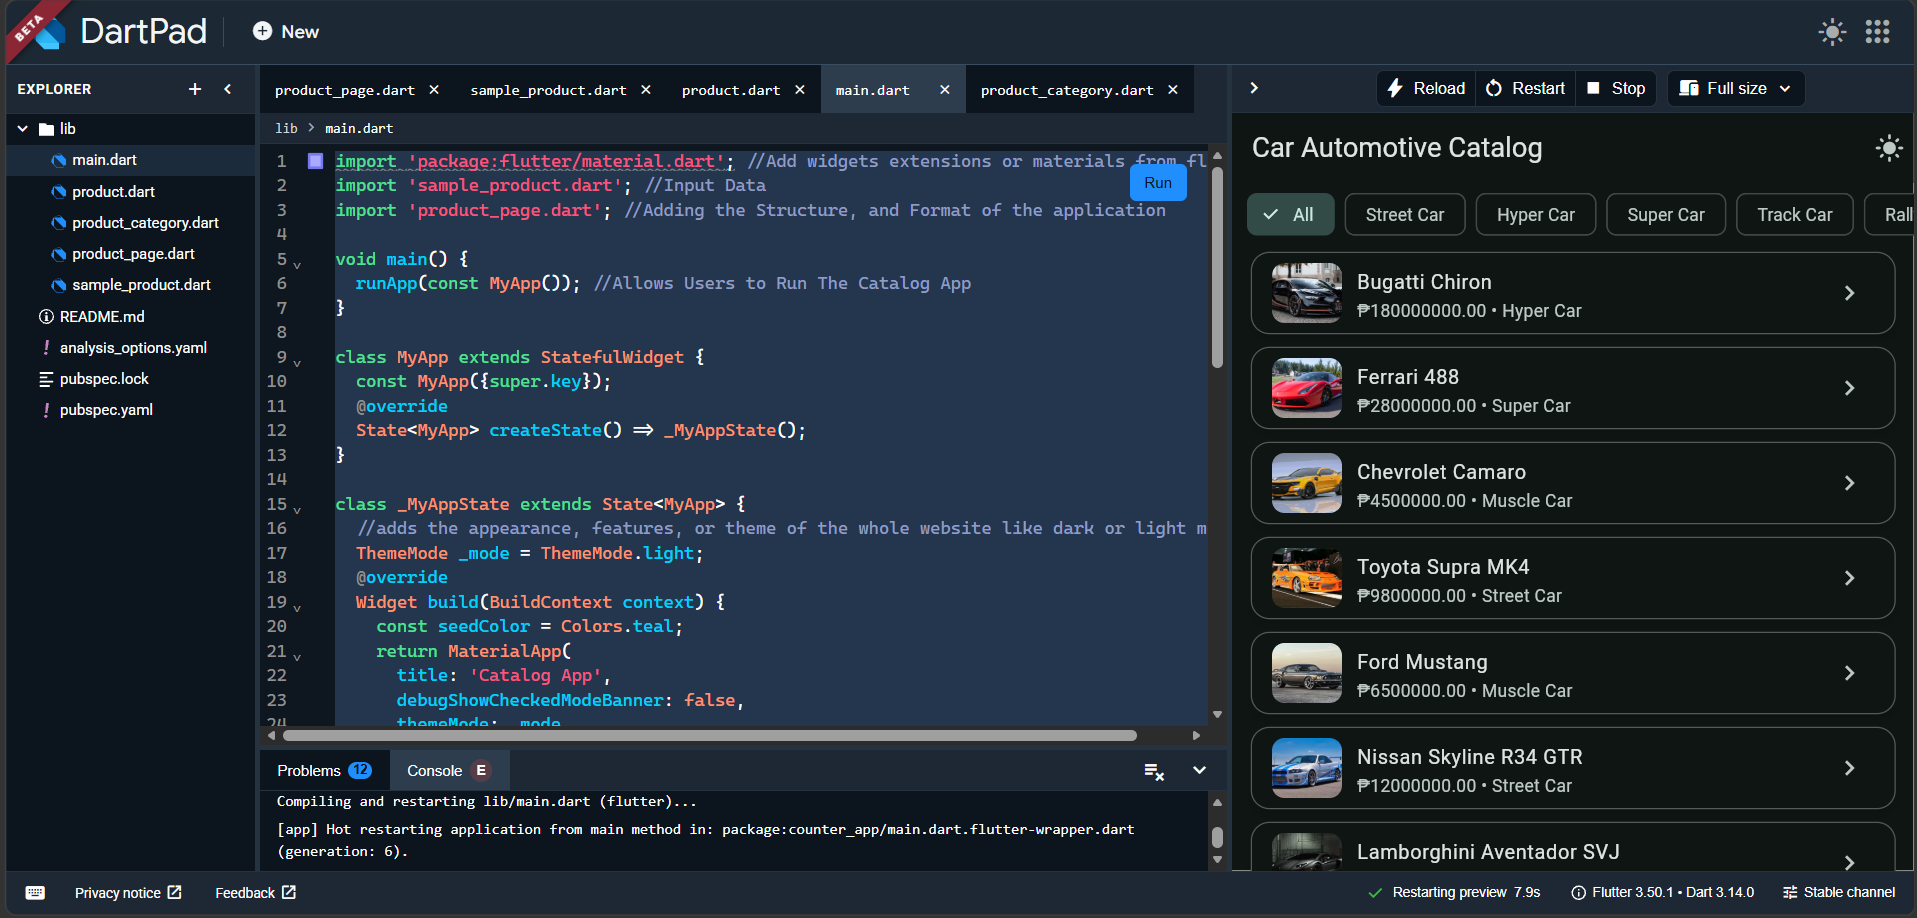 BETA
DartPad
New
EXPLORER
lib
main.dart
product.dart
product_category.dart
product_page.dart
sample_product.dart
README.md
analysis_options.yaml
pubspec.lock
pubspec.yaml
product_page.dart
sample_product.dart
product.dart
main.dart
product_category.dart
lib > main.dart
1 import 'package:flutter/material.dart'; //Add widgets extensions or materials from fl
2 import 'sample_product.dart'; //Input Data
3 import 'product_page.dart'; //Adding the Structure, and Format of the application
4
5 void main() {
6 runApp(const MyApp()); //Allows Users to Run The Catalog App
7 }
8
9 class MyApp extends StatefulWidget {
10 const MyApp({super.key});
11 @override
12 State<MyApp> createState() => _MyAppState();
13 }
14
15 class _MyAppState extends State<MyApp> {
16 //adds the appearance, features, or theme of the whole website like dark or light m
17 ThemeMode _mode = ThemeMode.light;
18 @override
19 Widget build(BuildContext context) {
20 const seedColor = Colors.teal;
21 return MaterialApp(
22 title: 'Catalog App',
23 debugShowCheckedModeBanner: false,
24 themeMode: _mode
Run
Problems 12
Console E
Compiling and restarting lib/main.dart (flutter)...
[app] Hot restarting application from main method in: package:counter_app/main.dart.flutter-wrapper.dart
(generation: 6).
Reload
Restart
Stop
Full size
Car Automotive Catalog
All
Street Car
Hyper Car
Super Car
Track Car
Rall
Bugatti Chiron
₱180000000.00 • Hyper Car
Ferrari 488
₱28000000.00 • Super Car
Chevrolet Camaro
₱4500000.00 • Muscle Car
Toyota Supra MK4
₱9800000.00 • Street Car
Ford Mustang
₱6500000.00 • Muscle Car
Nissan Skyline R34 GTR
₱12000000.00 • Street Car
Lamborghini Aventador SVJ
Privacy notice
Feedback
Restarting preview 7.9s
Flutter 3.50.1 • Dart 3.14.0
Stable channel